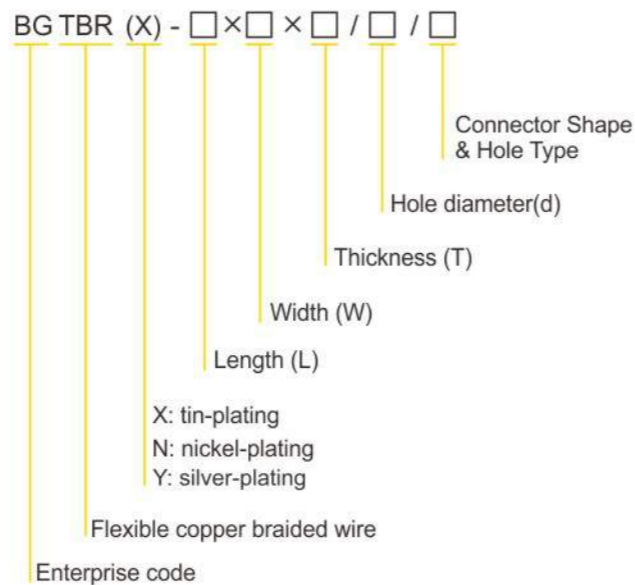 BG TBR (X) - □ × □ × □ / □ / □
Connector Shape
& Hole Type
Hole diameter(d)
Thickness (T)
Width (W)
Length (L)
X: tin-plating
N: nickel-plating
Y: silver-plating
Flexible copper braided wire
Enterprise code